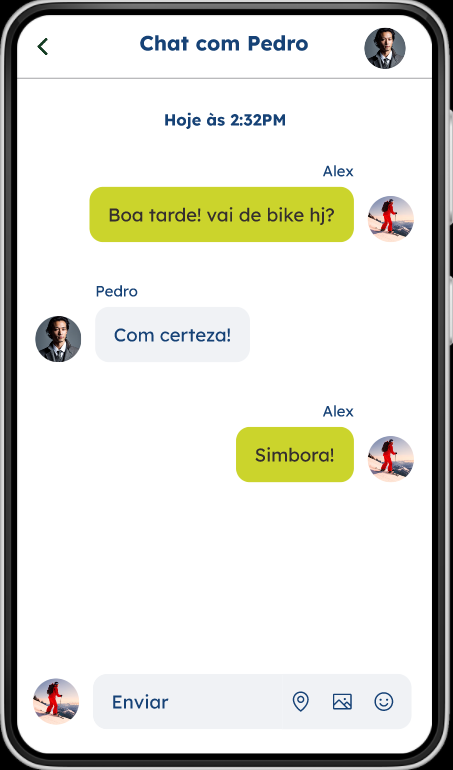 Chat com Pedro
Hoje às 2:32PM
Alex
Boa tarde! vai de bike hj?
Pedro
Com certeza!
Alex
Simbora!
Enviar